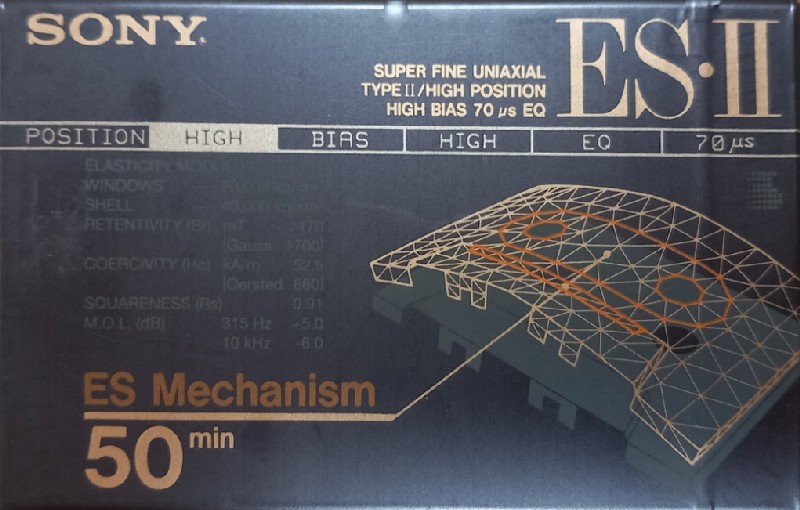 SONY
ES·II
SUPER FINE UNIAXIAL
TYPE II/HIGH POSITION
HIGH BIAS 70 µs EQ
POSITION HIGH BIAS HIGH EQ 70 µs
ELASTICITY
WINDOWS
SHELL
RETENTIVITY (Br) mT 170
[Gauss 1700]
COERCIVITY (Hc) kA/m 52.5
[Oersted 660]
SQUARENESS (Rs) 0.91
M.O.L. (dB) 315 Hz +5.0
10 kHz -6.0
ES Mechanism
50 min